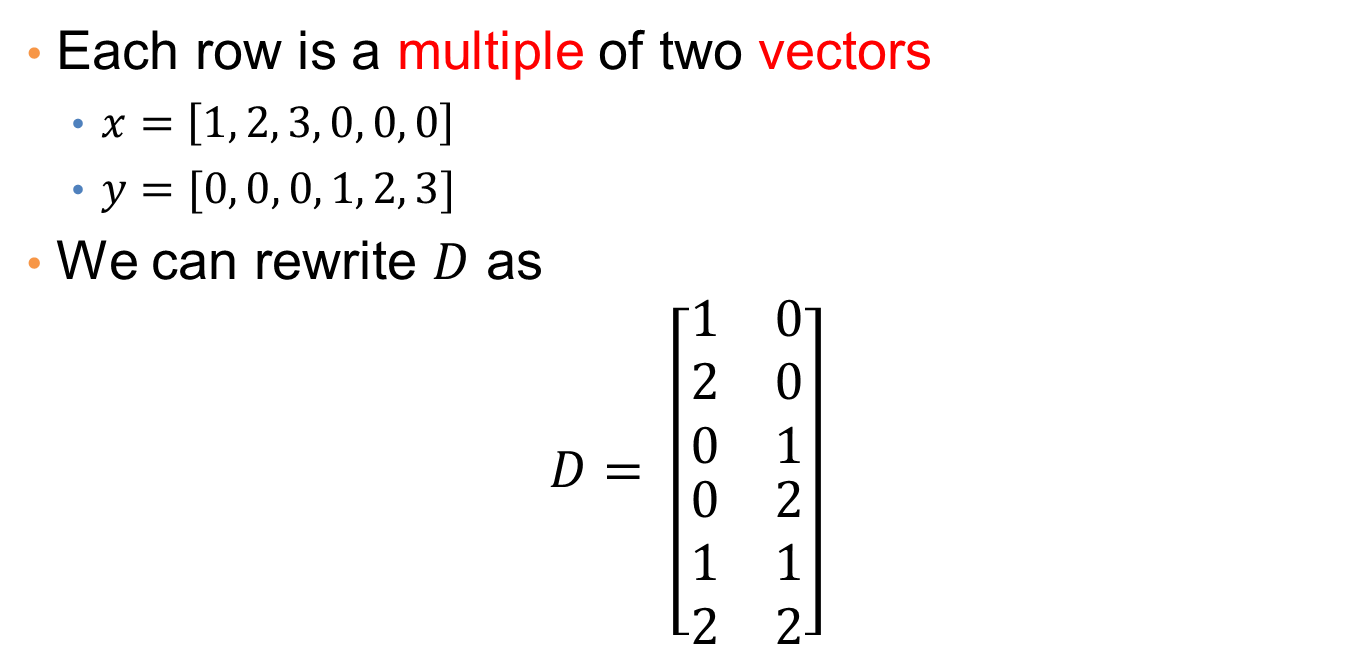 • Each row is a multiple of two vectors
• x = [1, 2, 3, 0, 0, 0]
• y = [0, 0, 0, 1, 2, 3]
• We can rewrite D as
1 0
2 0
0 1
D =
0 2
1 1
2 2